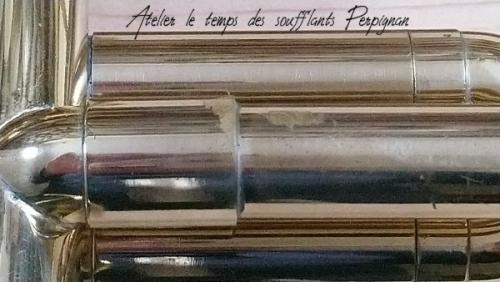 Atelier le temps des soufflants Perpignan